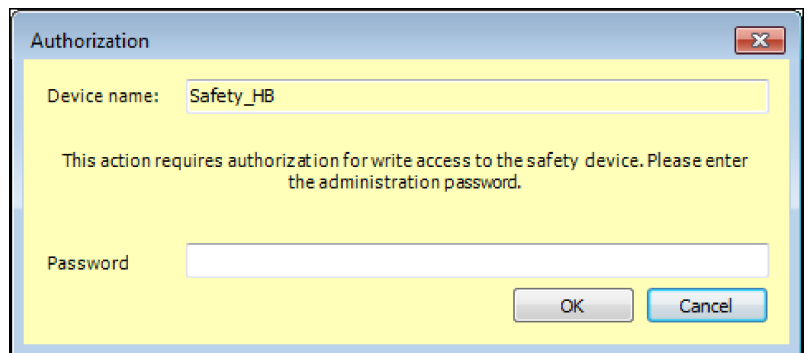 Authorization
Device name: Safety_HB
This action requires authorization for write access to the safety device. Please enter
the administration password.
Password
OK Cancel